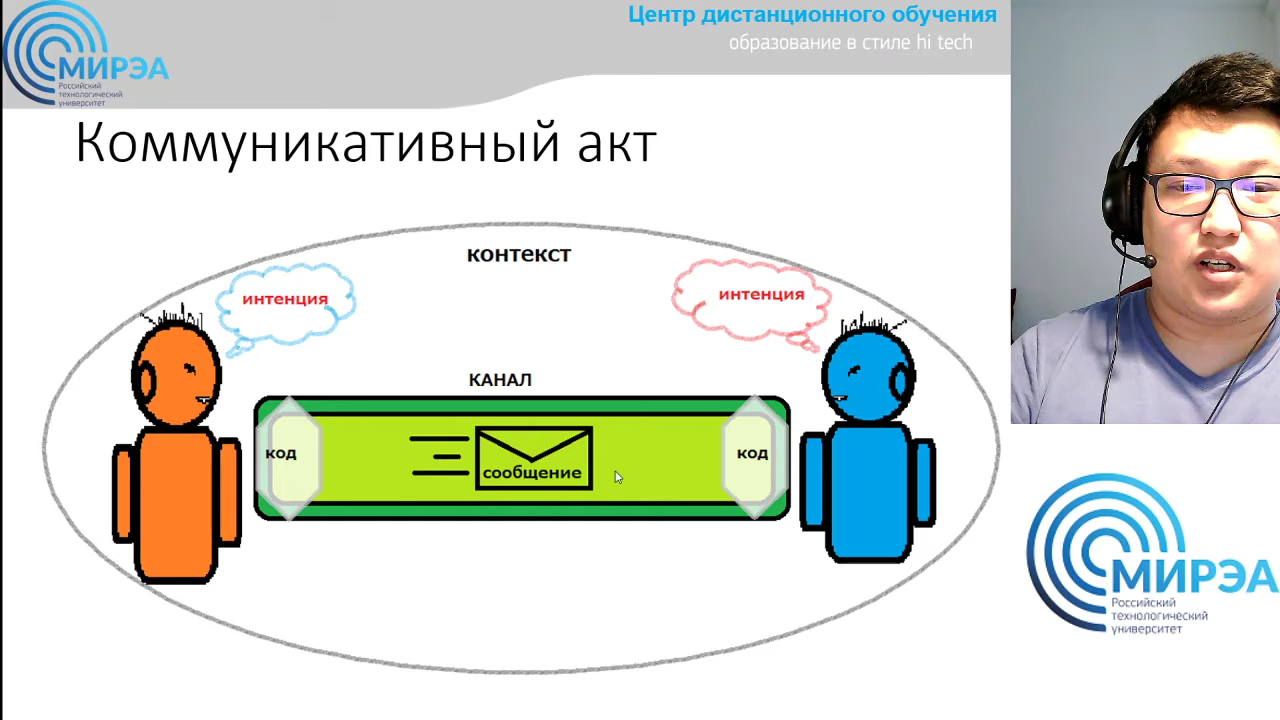 Центр дистанционного обучения
образование в стиле hi tech
МИРЭА
Российский
технологический
университет
Коммуникативный акт
контекст
интенция
интенция
КАНАЛ
код
сообщение
код
МИРЭА
Российский
технологический
университет